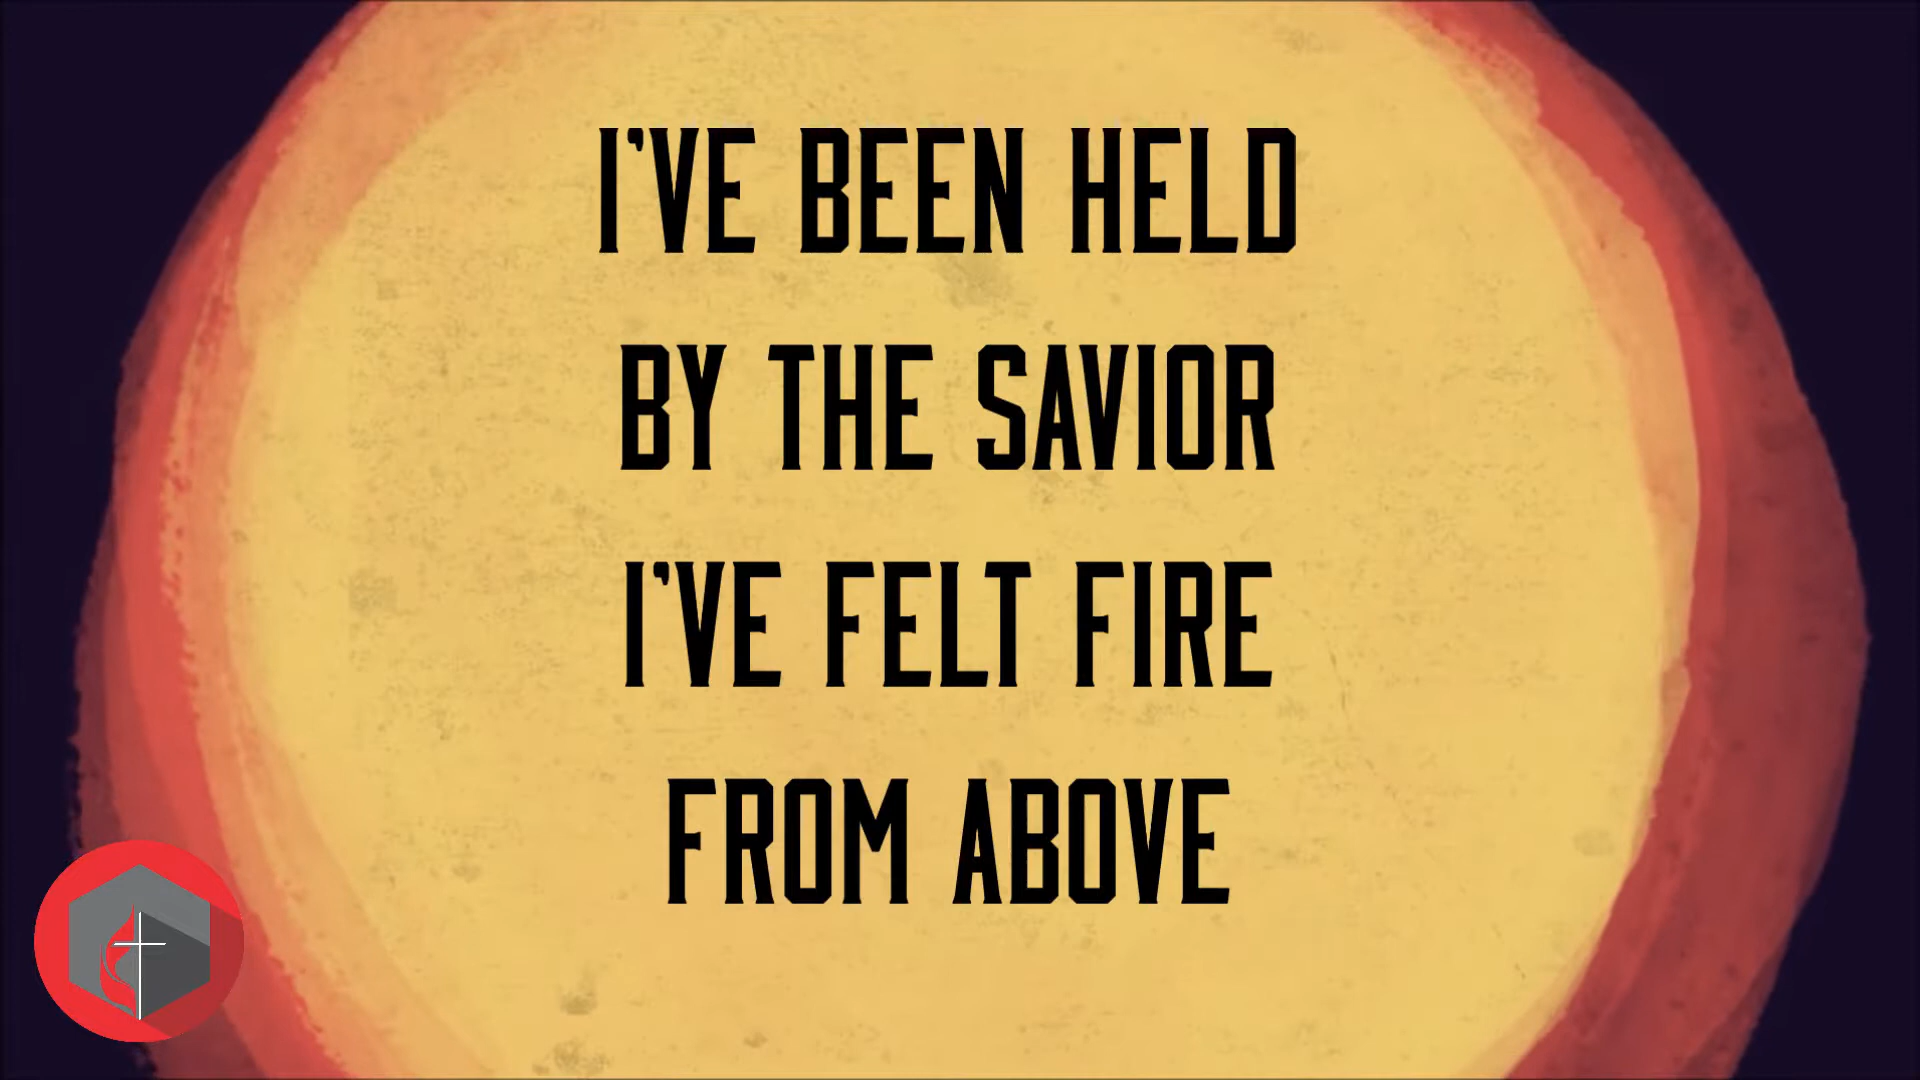 I'VE BEEN HELD
BY THE SAVIOR
I'VE FELT FIRE
FROM ABOVE